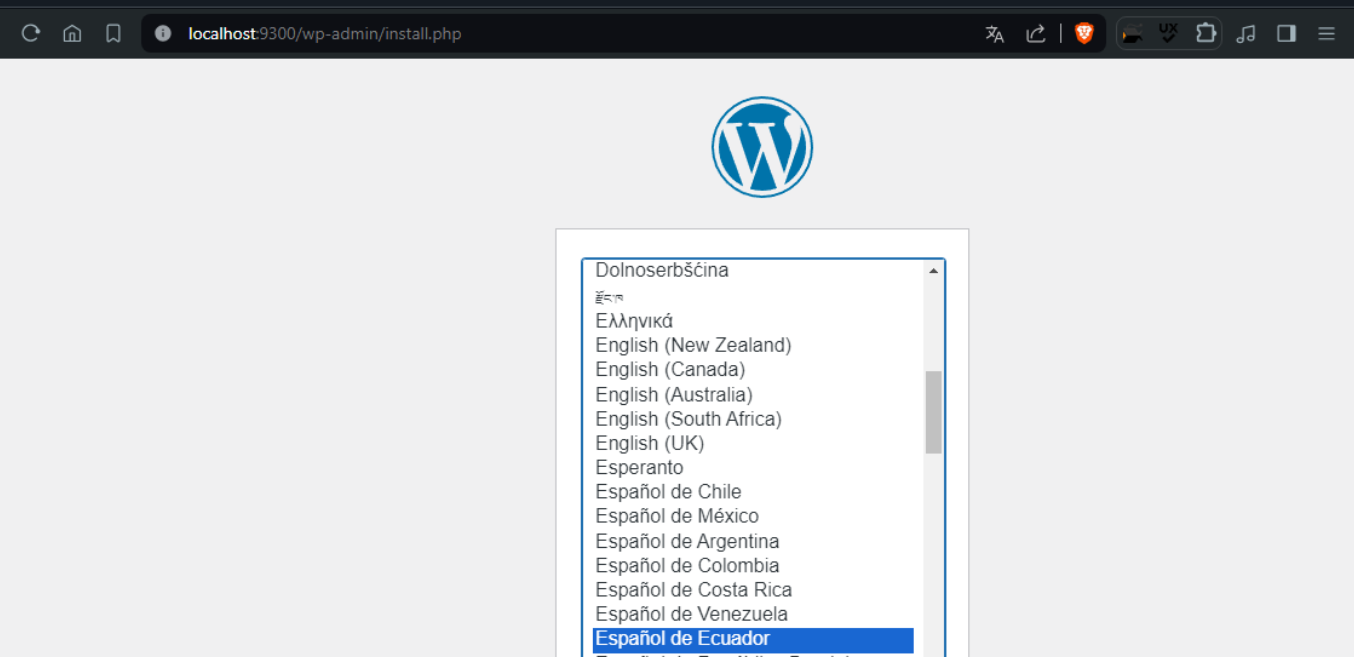 localhost:9300/wp-admin/install.php
UX
W
Dolnoserbšćina
རྫོང་ཁ
Ελληνικά
English (New Zealand)
English (Canada)
English (Australia)
English (South Africa)
English (UK)
Esperanto
Español de Chile
Español de México
Español de Argentina
Español de Colombia
Español de Costa Rica
Español de Venezuela
Español de Ecuador